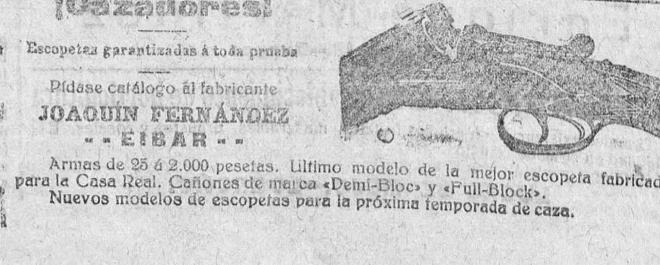 ¡Cazadores!
Escopetas garantizadas á toda prueba
Pídase catálogo al fabricante
JOAQUÍN FERNÁNDEZ
-- EIBAR --
Armas de 25 á 2.000 pesetas. Ultimo modelo de la mejor escopeta fabricad
para la Casa Real. Cañones de marca «Demi-Bloc» y «Full-Block».
Nuevos modelos de escopetas para la próxima temporada de caza.